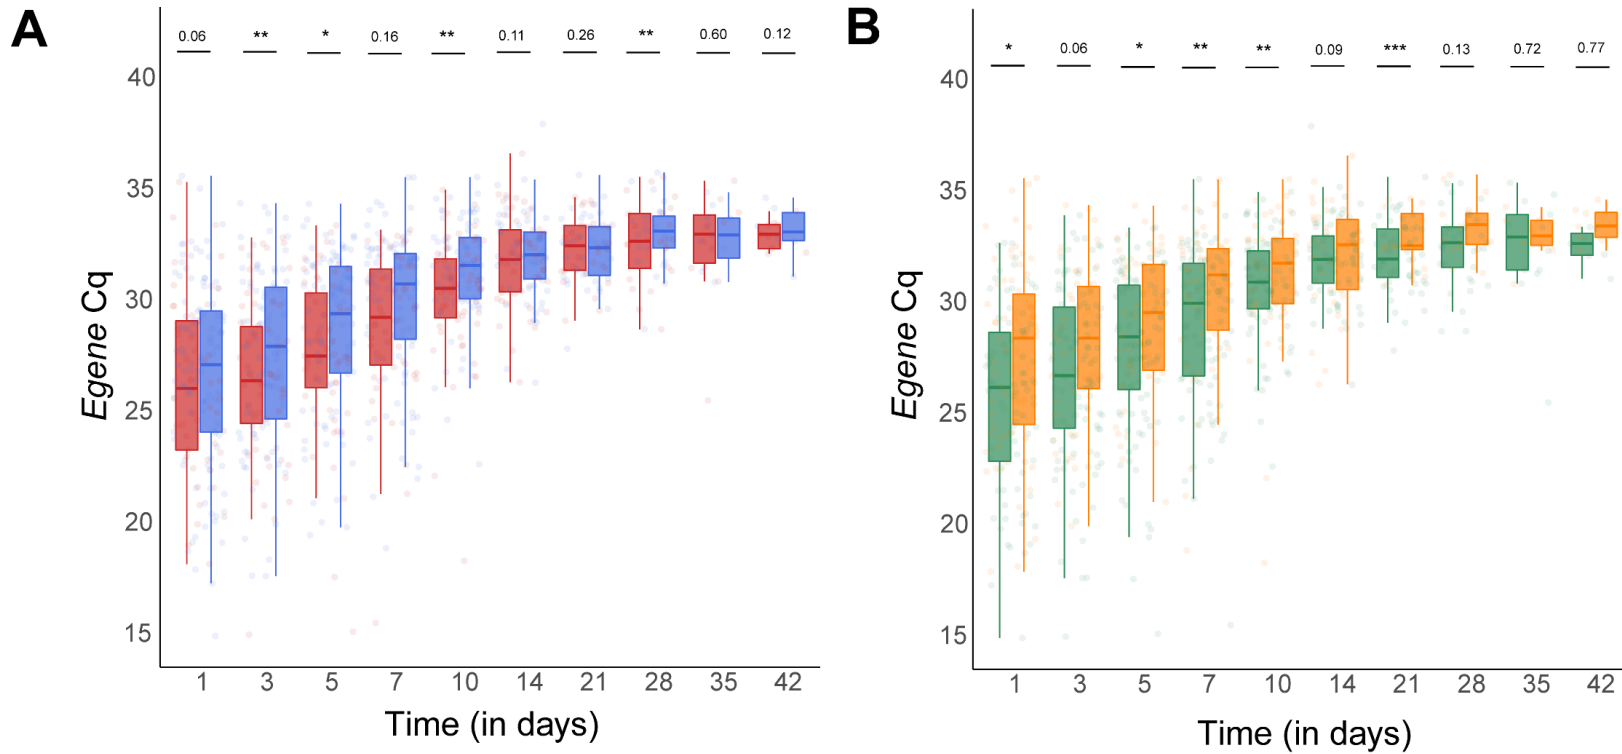 A
0.06 ** * 0.16 ** 0.11 0.26 ** 0.60 0.12
40
35
30
25
20
15
Egene Cq
1 3 5 7 10 14 21 28 35 42
Time (in days)
B
* 0.06 * ** ** 0.09 *** 0.13 0.72 0.77
40
35
30
25
20
15
Egene Cq
1 3 5 7 10 14 21 28 35 42
Time (in days)